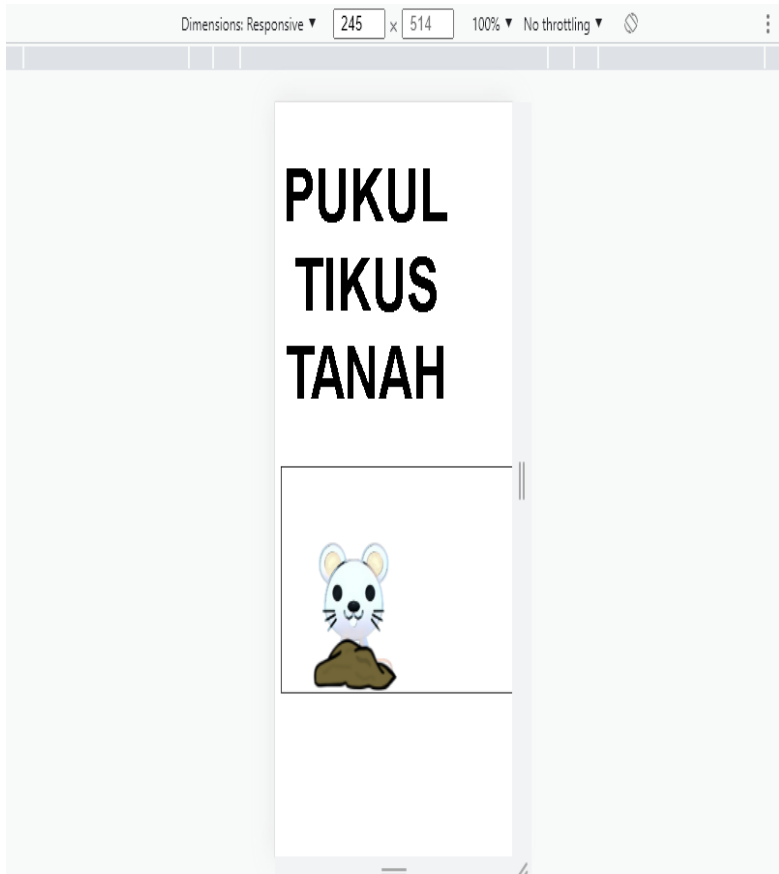 Dimensions: Responsive ▼ 245 × 514 100% ▼ No throttling ▼
PUKUL
TIKUS
TANAH